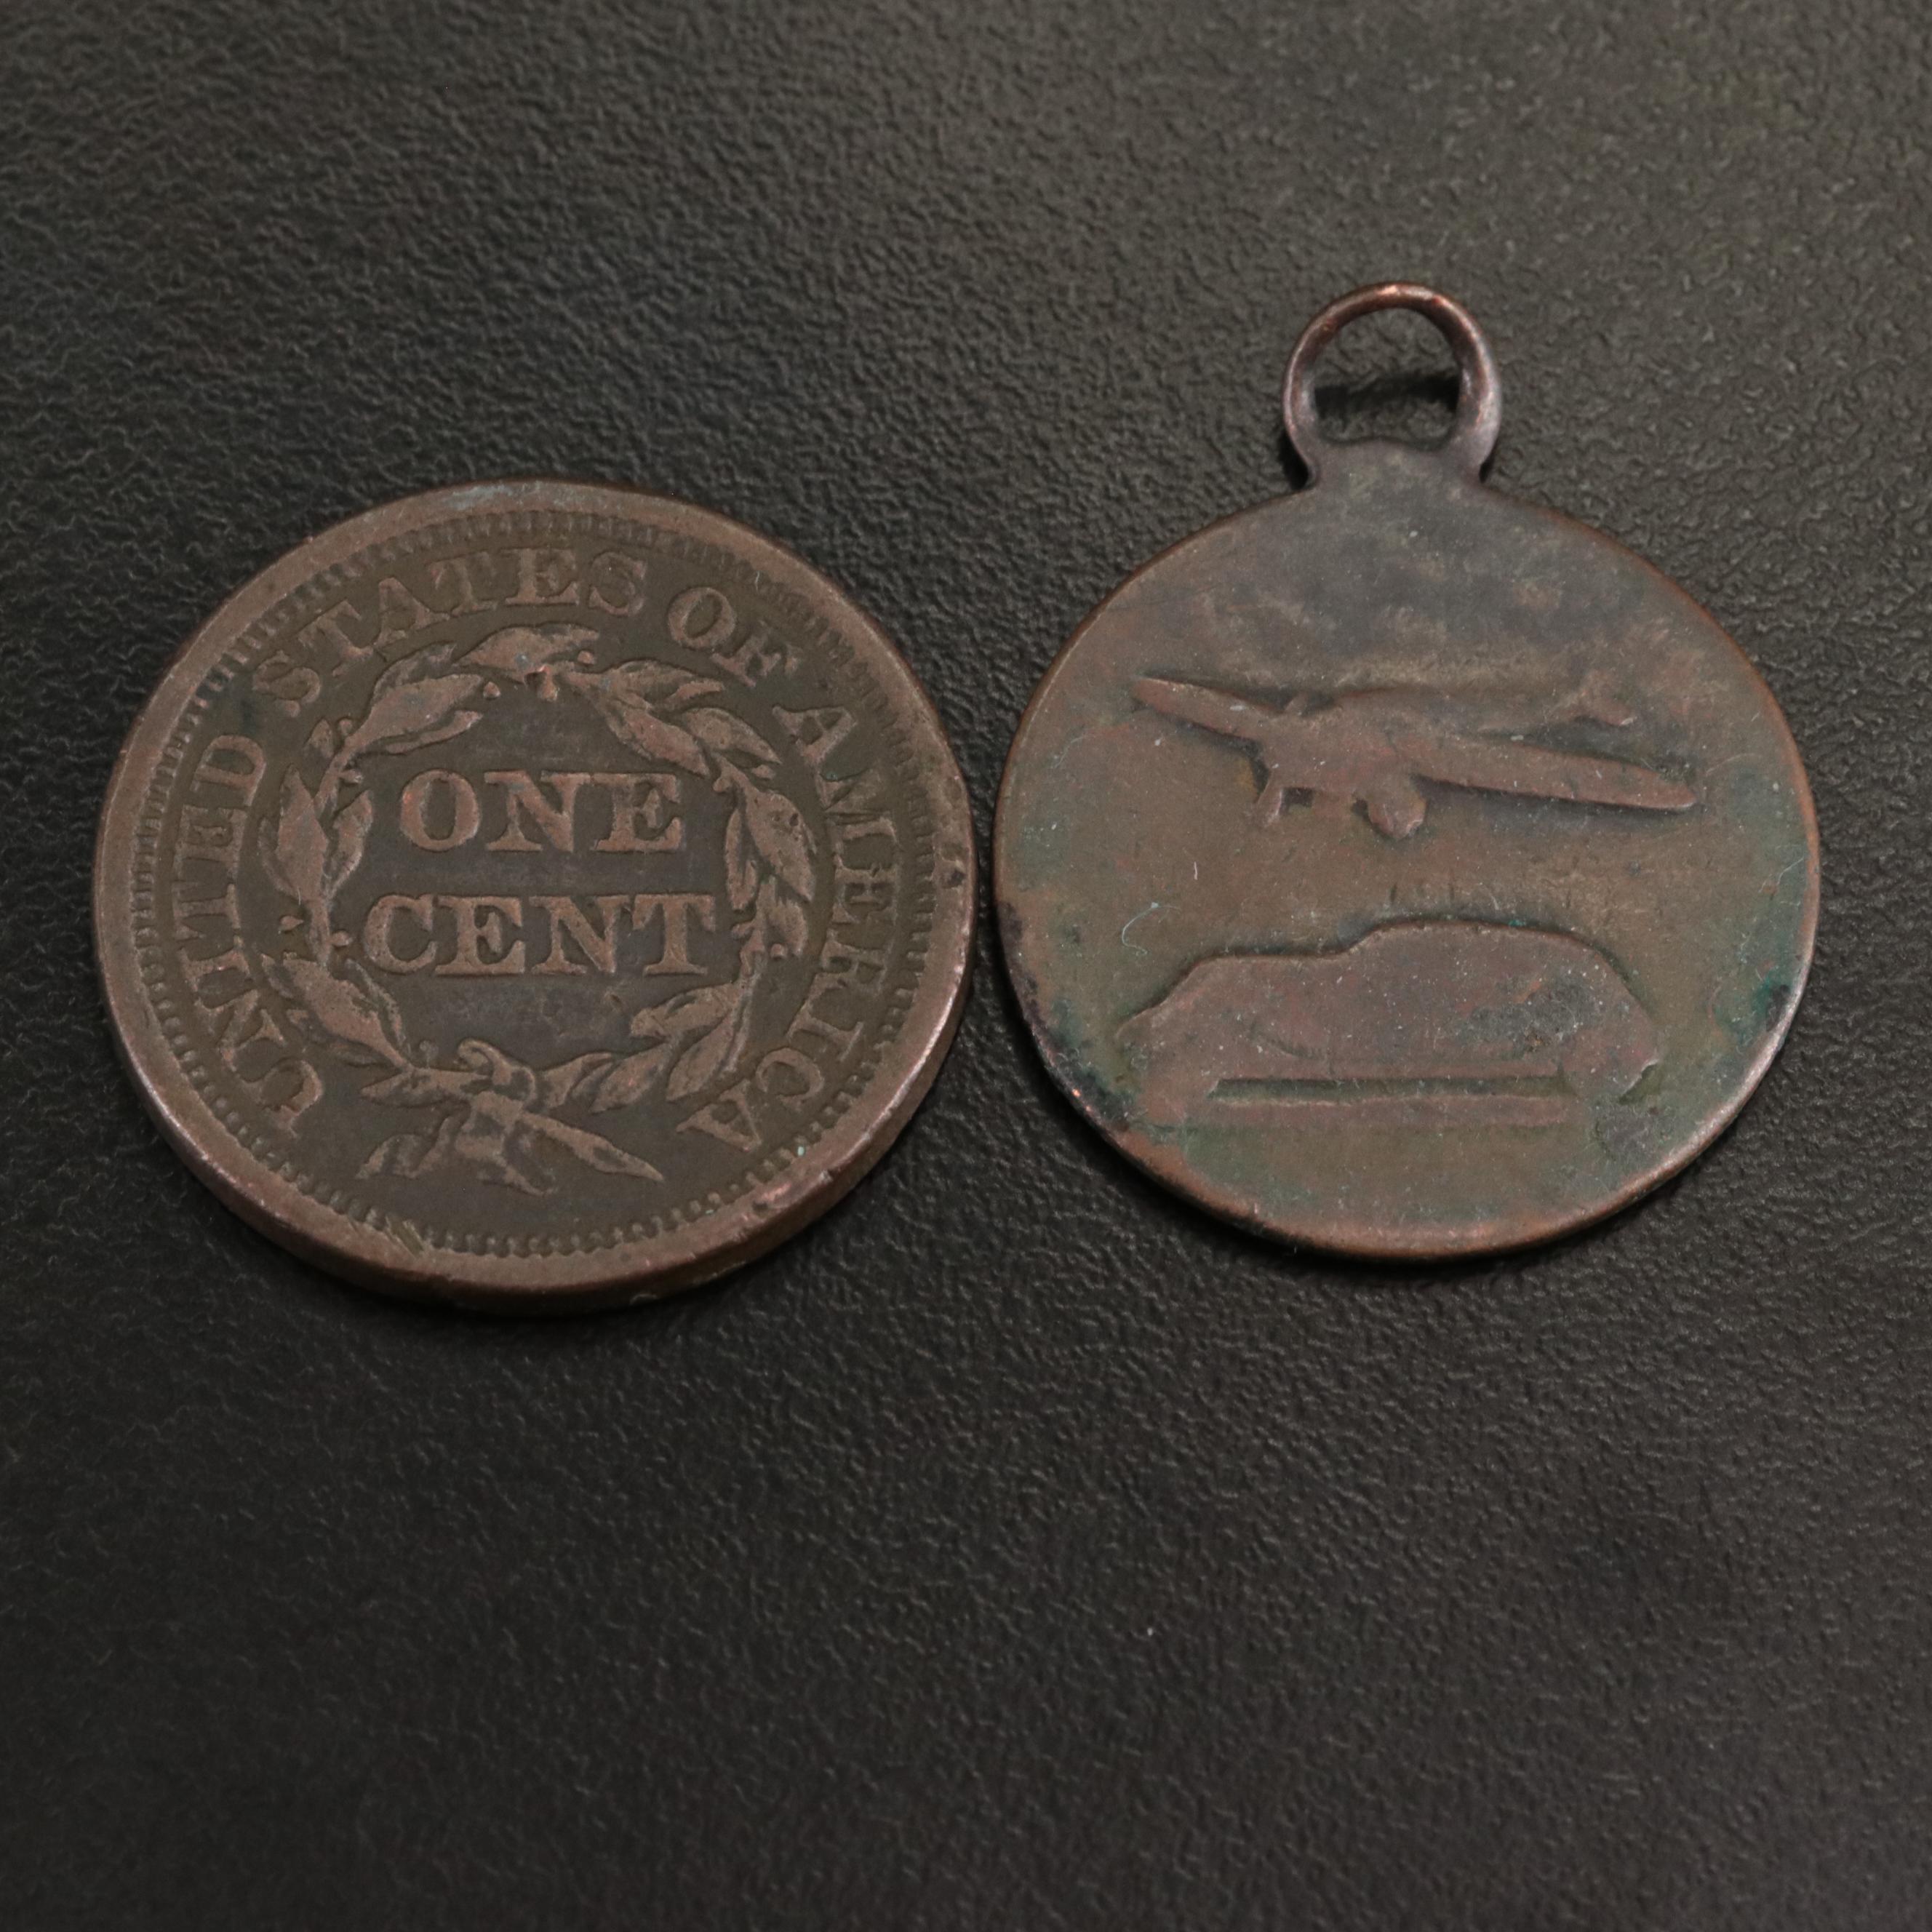 UNITED STATES OF AMERICA
ONE
CENT